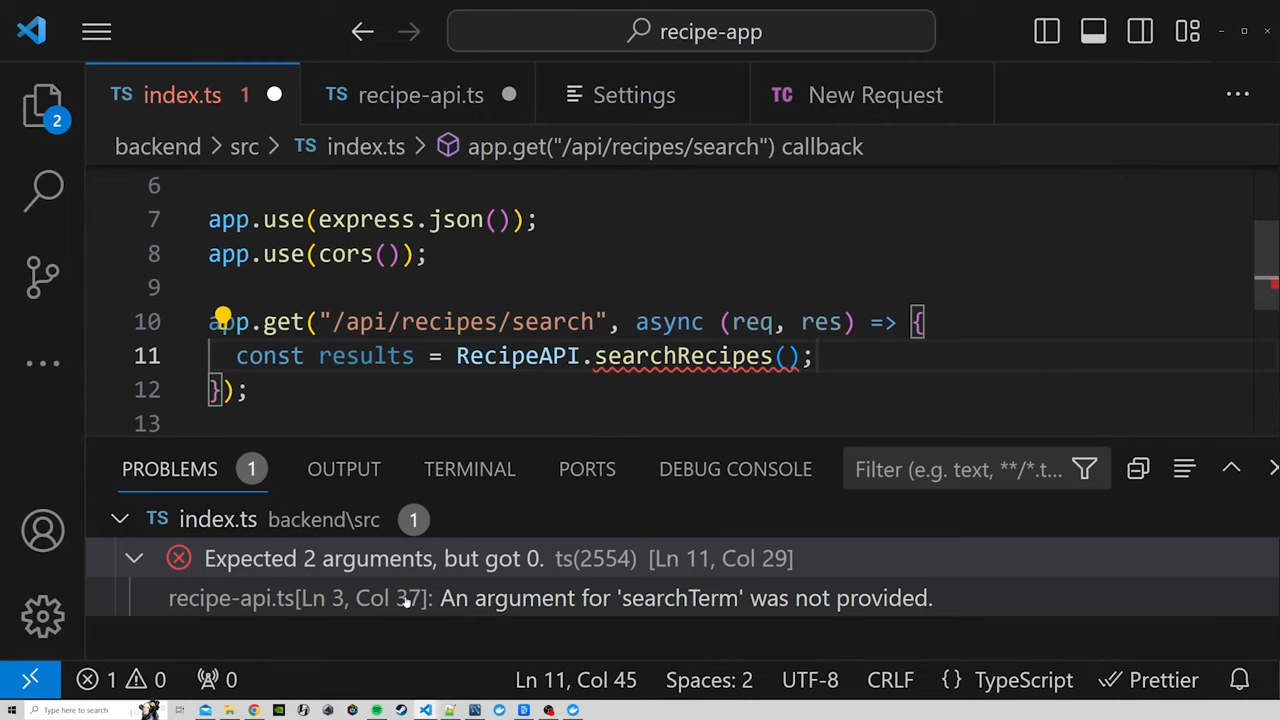 recipe-app
TS index.ts 1
TS recipe-api.ts
Settings
TC New Request
2
backend > src > TS index.ts > app.get("/api/recipes/search") callback
6
7 app.use(express.json());
8 app.use(cors());
9
10 app.get("/api/recipes/search", async (req, res) => {
11 const results = RecipeAPI.searchRecipes();
12 });
13
PROBLEMS 1 OUTPUT TERMINAL PORTS DEBUG CONSOLE Filter (e.g. text, **/*.t...
TS index.ts backend\src 1
Expected 2 arguments, but got 0. ts(2554) [Ln 11, Col 29]
recipe-api.ts[Ln 3, Col 37]: An argument for 'searchTerm' was not provided.
1 0 0 Ln 11, Col 45 Spaces: 2 UTF-8 CRLF {} TypeScript Prettier
Type here to search